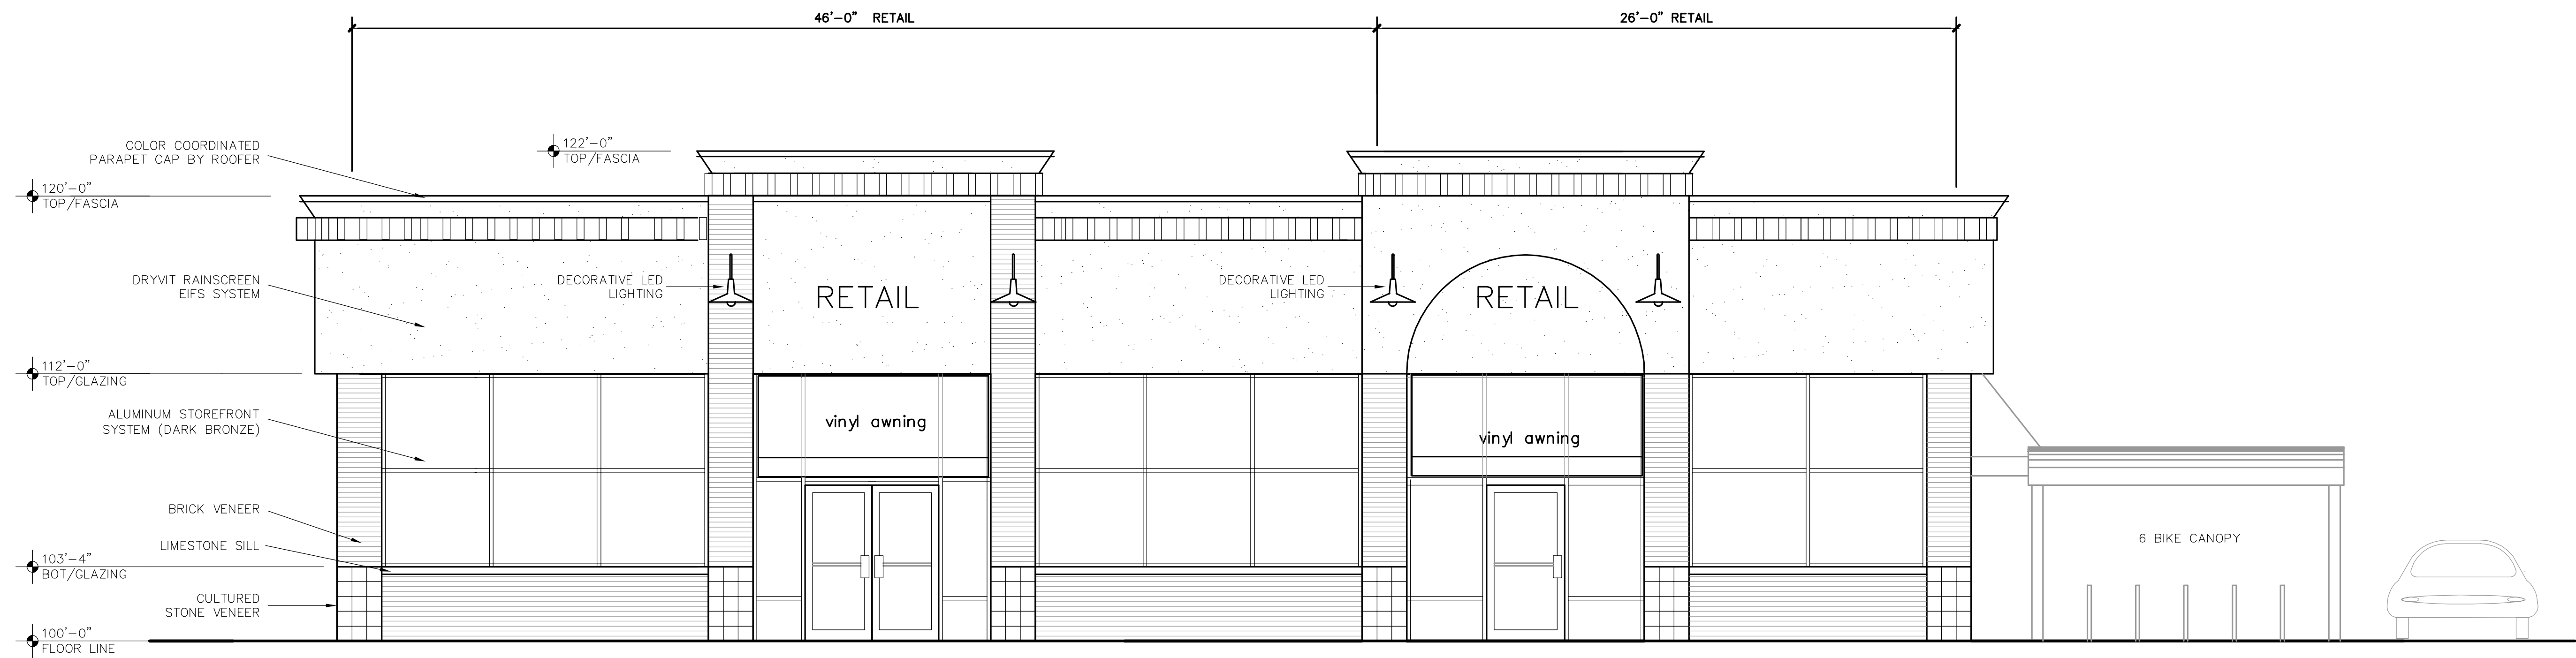 46'-0" RETAIL
26'-0" RETAIL
COLOR COORDINATED
PARAPET CAP BY ROOFER
122'-0"
TOP/FASCIA
120'-0"
TOP/FASCIA
DRYVIT RAINSCREEN
EIFS SYSTEM
DECORATIVE LED
LIGHTING
RETAIL
DECORATIVE LED
LIGHTING
RETAIL
112'-0"
TOP/GLAZING
ALUMINUM STOREFRONT
SYSTEM (DARK BRONZE)
vinyl awning
vinyl awning
BRICK VENEER
LIMESTONE SILL
6 BIKE CANOPY
103'-4"
BOT/GLAZING
CULTURED
STONE VENEER
100'-0"
FLOOR LINE